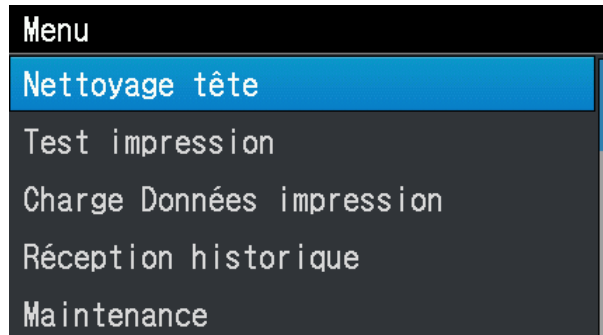 Menu
Nettoyage tête
Test impression
Charge Données impression
Réception historique
Maintenance